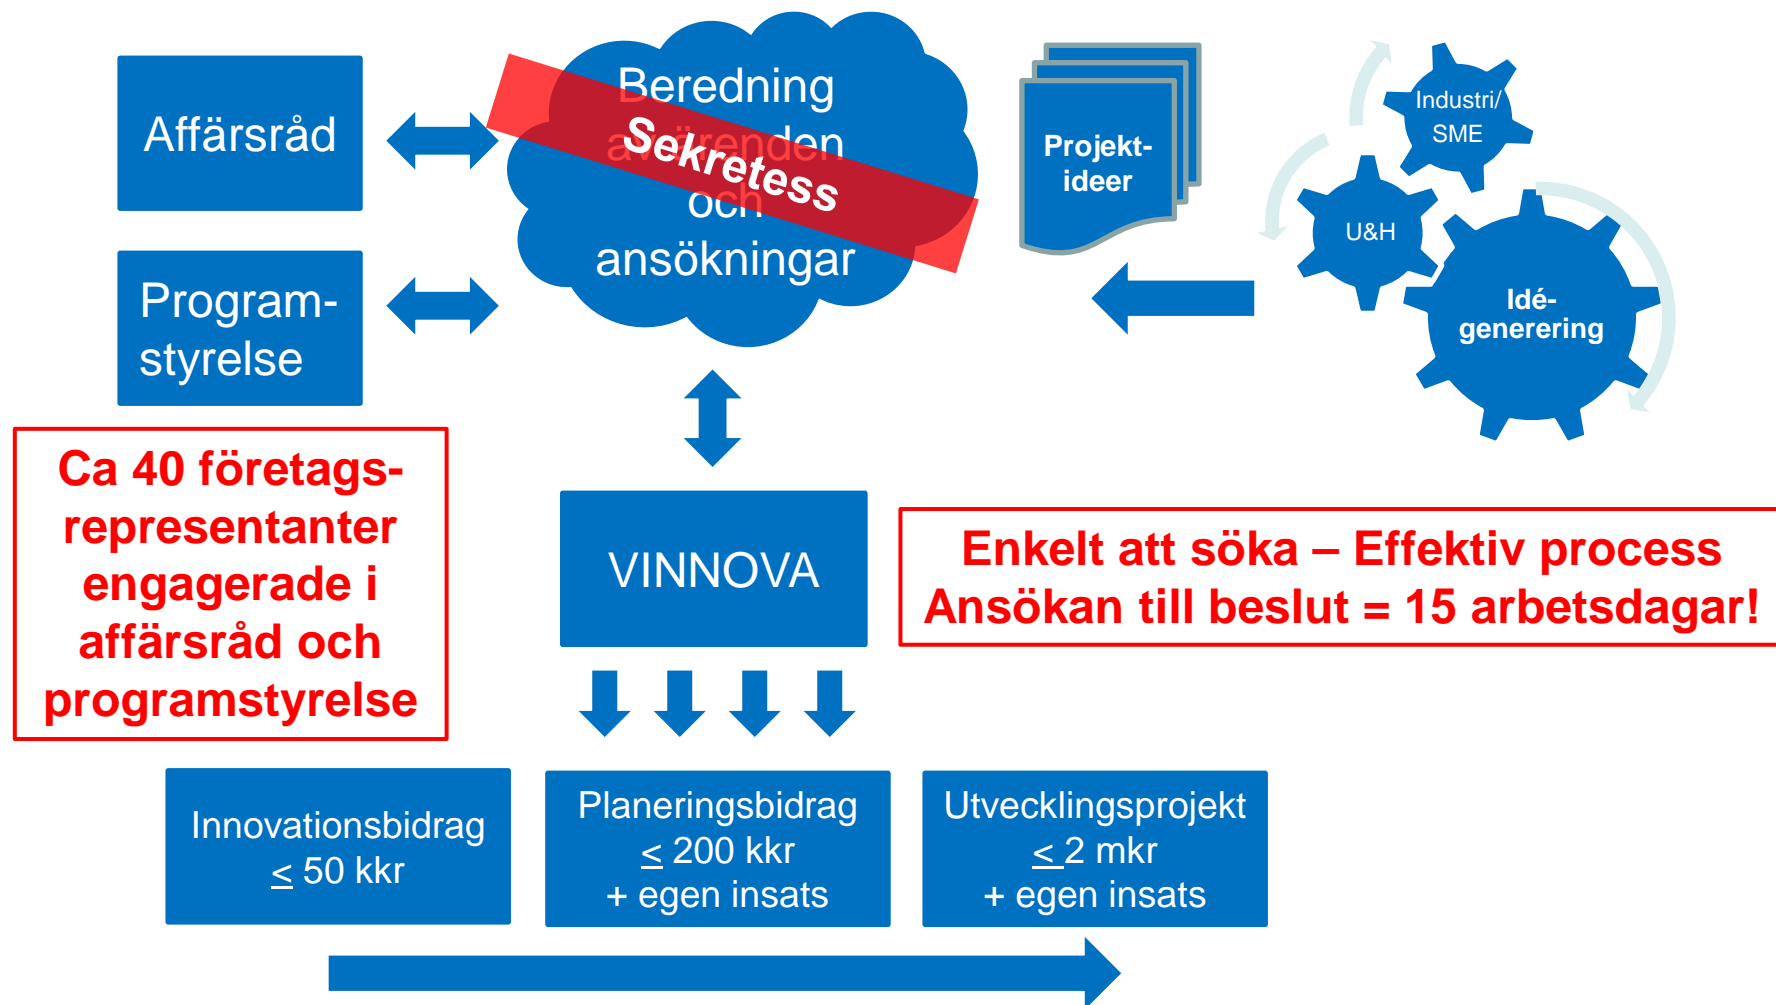 Affärsråd
Program-
styrelse
Beredning
av ärenden
och
ansökningar
Sekretess
Projekt-
ideer
Industri/
SME
U&H
Idé-
generering
Ca 40 företags-
representanter
engagerade i
affärsråd och
programstyrelse
VINNOVA
Enkelt att söka – Effektiv process
Ansökan till beslut = 15 arbetsdagar!
Innovationsbidrag
≤ 50 kkr
Planeringsbidrag
≤ 200 kkr
+ egen insats
Utvecklingsprojekt
≤ 2 mkr
+ egen insats